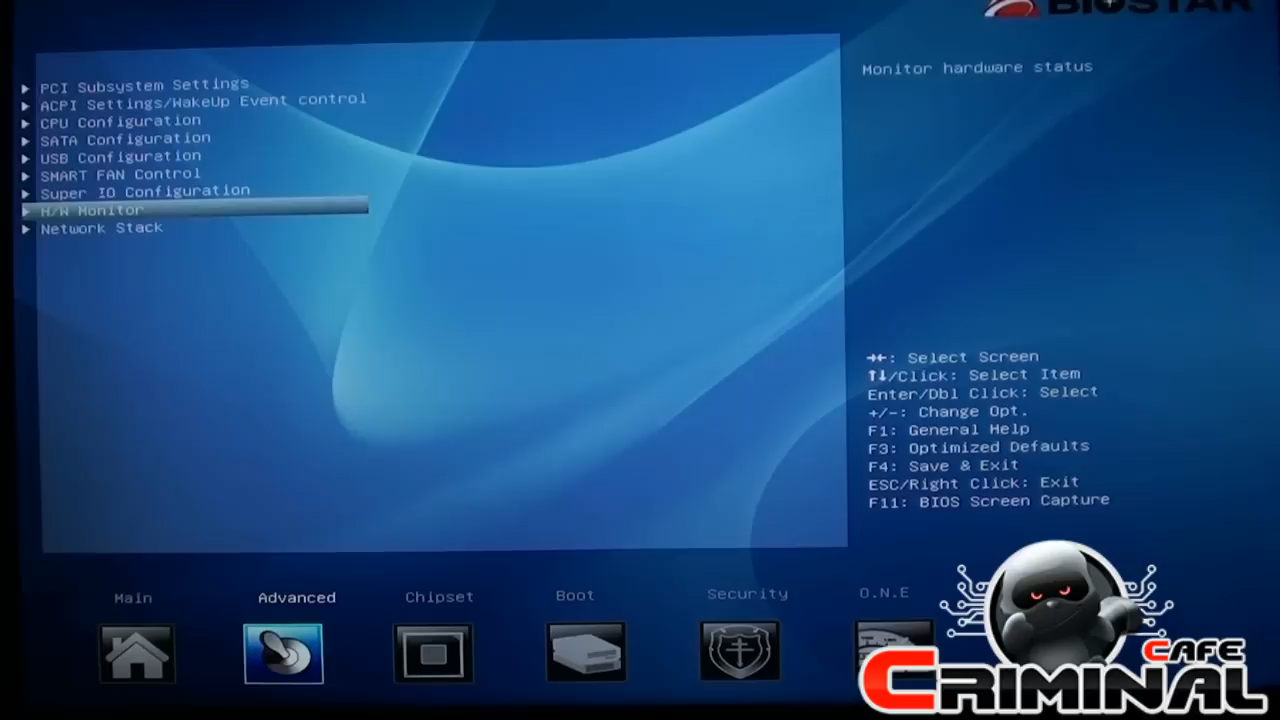 BIOSTAR
PCI Subsystem Settings
ACPI Settings/WakeUp Event control
CPU Configuration
SATA Configuration
USB Configuration
SMART FAN Control
Super IO Configuration
H/W Monitor
Network Stack
Monitor hardware status
→←: Select Screen
↑↓/Click: Select Item
Enter/Dbl Click: Select
+/-: Change Opt.
F1: General Help
F3: Optimized Defaults
F4: Save & Exit
ESC/Right Click: Exit
F11: BIOS Screen Capture
Main
Advanced
Chipset
Boot
Security
O.N.E
CAFE
CRIMINAL